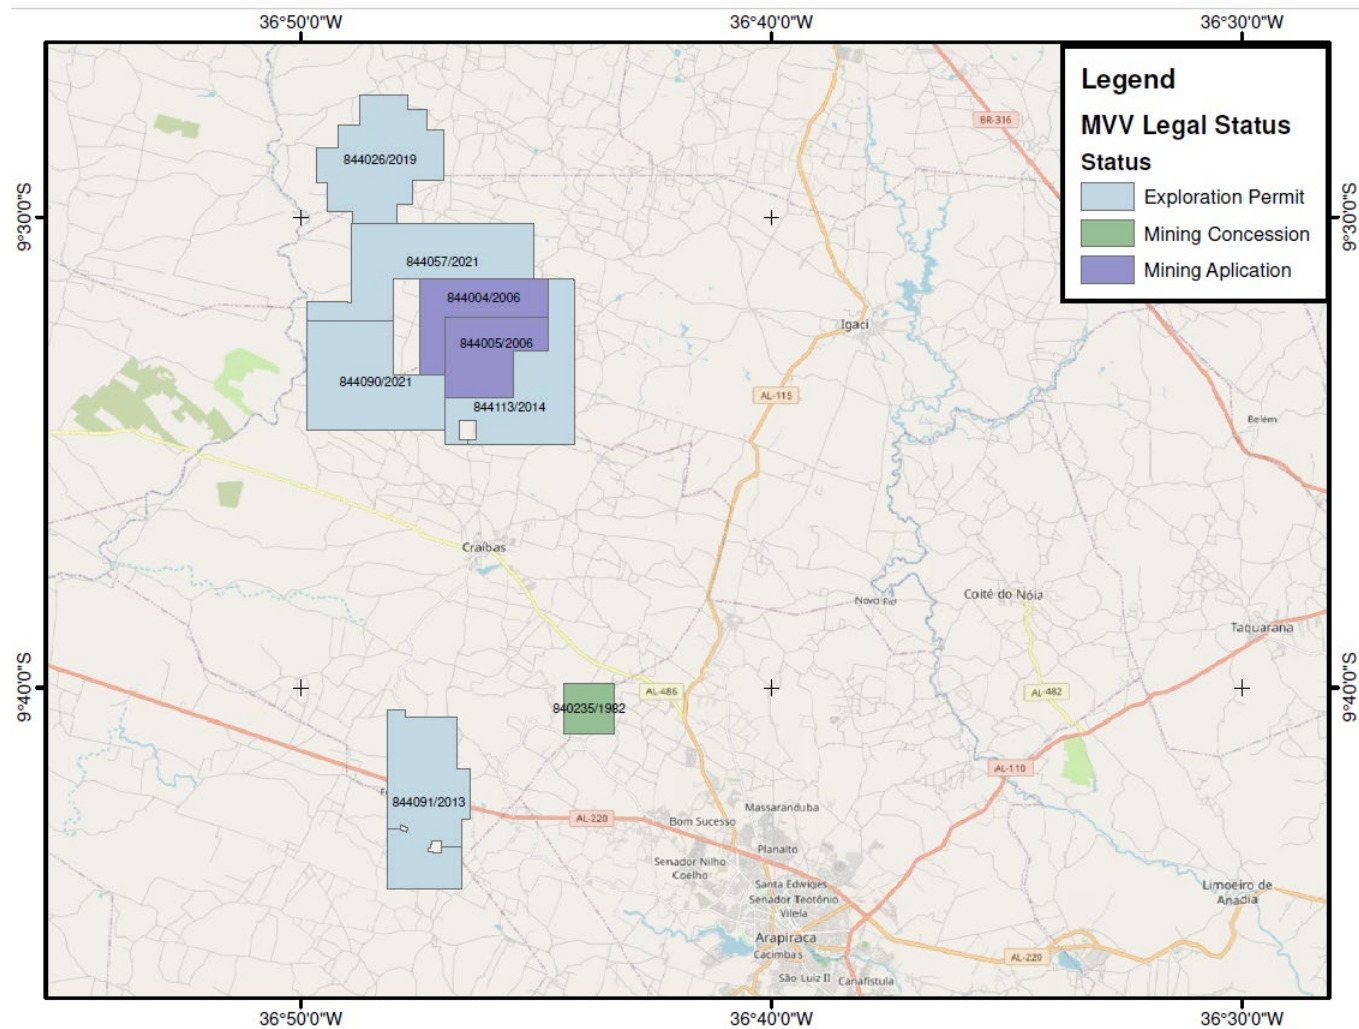 36°50'0"W
36°40'0"W
36°30'0"W
Legend
MVV Legal Status
Status
Exploration Permit
Mining Concession
Mining Aplication
BR-316
844026/2019
9°30'0"S
9°30'0"S
844057/2021
844004/2006
844005/2006
844090/2021
844113/2014
Igaci
AL-115
Belém
Craíbas
Novo Rio
Coité do Nóia
Taquarana
9°40'0"S
9°40'0"S
AL-486
AL-482
840235/1982
AL-110
844091/2013
AL-220
Massaranduba
Bom Sucesso
Planalto
Senador Nilho
Coelho
Santa Edwiges
Senador Teotônio
Vilela
Limoeiro de
Anadia
Arapiraca
Cacimbas
AL-220
São Luiz II
Canafístula
36°50'0"W
36°40'0"W
36°30'0"W